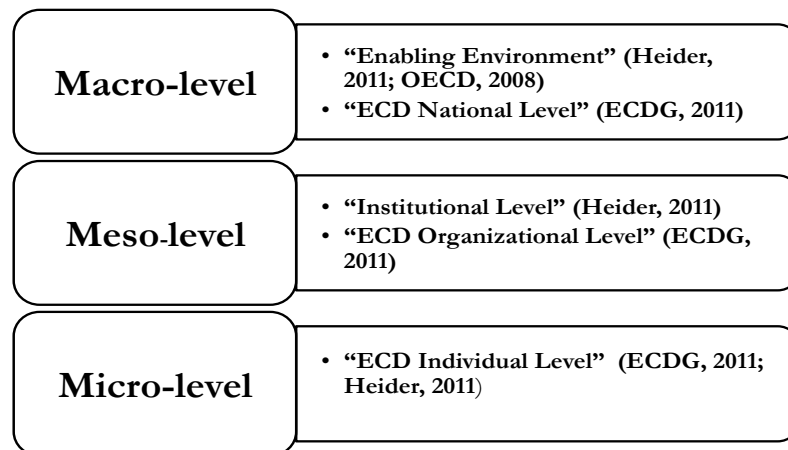 Macro-level
• “Enabling Environment” (Heider,
2011; OECD, 2008)
• “ECD National Level” (ECDG, 2011)
Meso-level
• “Institutional Level” (Heider, 2011)
• “ECD Organizational Level” (ECDG,
2011)
Micro-level
• “ECD Individual Level”  (ECDG, 2011;
Heider, 2011)